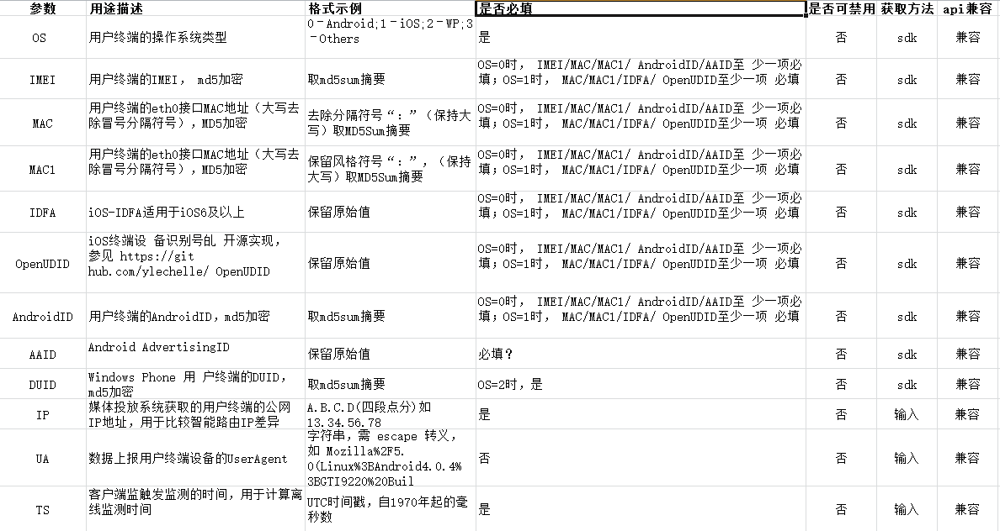 参数 用途描述 格式示例 是否必填 是否可禁用 获取方法 api兼容
OS 用户终端的操作系统类型 0-Android;1-iOS;2-WP;3
-Others 是 否 sdk 兼容
IMEI 用户终端的IMEI， md5加密 取md5sum摘要 OS=0时， IMEI/MAC/MAC1/ AndroidID/AAID至 少一项必
填；OS=1时， MAC/MAC1/IDFA/ OpenUDID至少一项 必填 否 sdk 兼容
MAC 用户终端的eth0接口MAC地址（大写去
除冒号分隔符号），MD5加密 去除分隔符号“：”（保持大
写）取MD5Sum摘要 OS=0时， IMEI/MAC/MAC1/ AndroidID/AAID至 少一项必
填；OS=1时， MAC/MAC1/IDFA/ OpenUDID至少一项 必填 否 sdk 兼容
MAC1 用户终端的eth0接口MAC地址（大写去
除冒号分隔符号），MD5加密 保留风格符号“：”，（保持
大写）取MD5Sum摘要 OS=0时， IMEI/MAC/MAC1/ AndroidID/AAID至 少一项必
填；OS=1时， MAC/MAC1/IDFA/ OpenUDID至少一项 必填 否 sdk 兼容
IDFA iOS-IDFA适用于iOS6及以上 保留原始值 OS=0时， IMEI/MAC/MAC1/ AndroidID/AAID至 少一项必
填；OS=1时， MAC/MAC1/IDFA/ OpenUDID至少一项 必填 否 sdk 兼容
OpenUDID iOS终端设 备识别号 开源实现，
参见 https://git
hub.com/ylechelle/ OpenUDID 保留原始值 OS=0时， IMEI/MAC/MAC1/ AndroidID/AAID至 少一项必
填；OS=1时， MAC/MAC1/IDFA/ OpenUDID至少一项 必填 否 sdk 兼容
AndroidID 用户终端的AndroidID，md5加密 取md5sum摘要 OS=0时， IMEI/MAC/MAC1/ AndroidID/AAID至 少一项必
填；OS=1时， MAC/MAC1/IDFA/ OpenUDID至少一项 必填 否 sdk 兼容
AAID Android AdvertisingID 保留原始值 必填？ 否 sdk 兼容
DUID Windows Phone 用 户终端的DUID，
md5加密 取md5sum摘要 OS=2时，是 否 sdk 兼容
IP 媒体投放系统获取的用户终端的公网
IP地址，用于比较智能路由IP差异 A.B.C.D(四段点分)如
13.34.56.78 是 否 输入 兼容
UA 数据上报用户终端设备的UserAgent 字符串，需 escape 转义，
如 Mozilla%2F5.
0(Linux%3BAndroid4.0.4%
3BGTI9220%20Buil 否 否 输入 兼容
TS 客户端监触发监测的时间，用于计算离
线监测时间 UTC时间戳，自1970年起的毫
秒数 是 否 输入 兼容